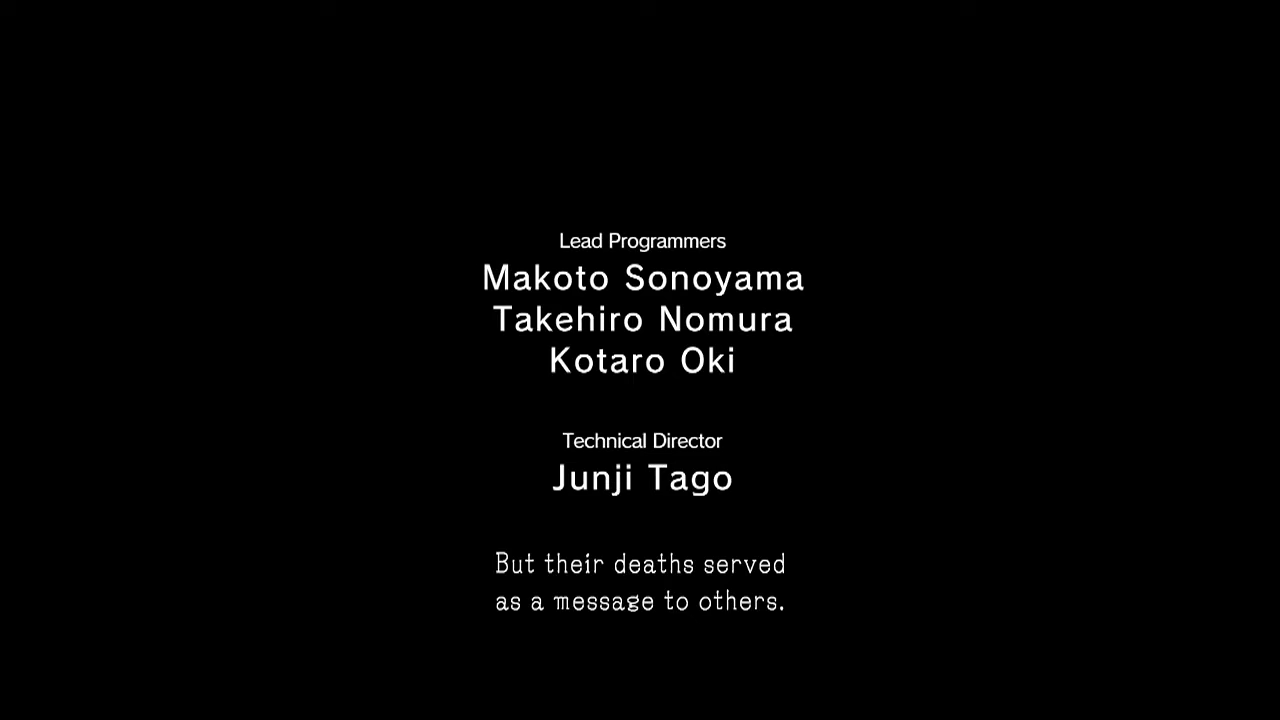 Lead Programmers
Makoto Sonoyama
Takehiro Nomura
Kotaro Oki
Technical Director
Junji Tago
But their deaths served
as a message to others.